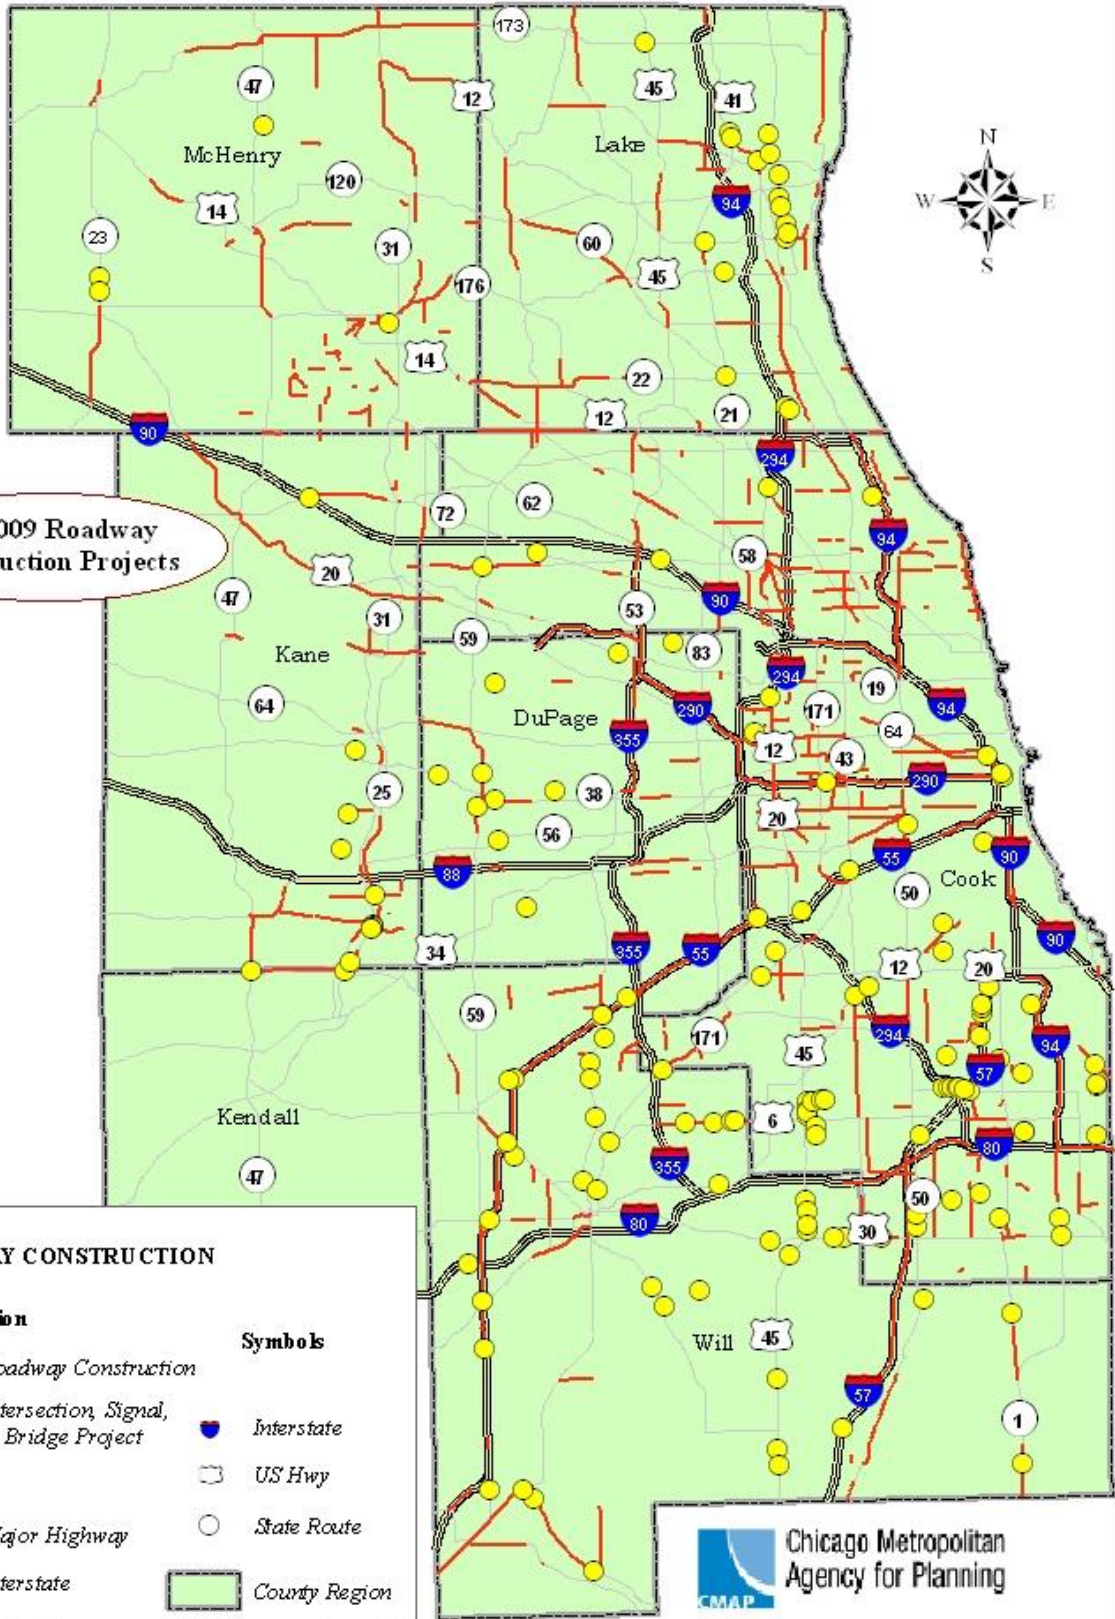 173
47
12
45
41
McHenry
Lake
N
120
94
W
E
14
23
31
60
S
176
45
14
22
12
21
90
294
009 Roadway
uction Projects
72
62
94
58
20
47
53
90
31
59
83
Kane
294
19
64
290
171
94
DuPage
64
355
12
43
290
25
38
20
56
55
90
88
50
Cook
34
355
55
90
12
20
59
171
294
94
45
57
Kendall
6
80
47
355
50
80
30
AY CONSTRUCTION
ion
Symbols
oadway Construction
tersection, Signal,
Bridge Project
Interstate
US Hwy
ajor Highway
State Route
terstate
County Region
Will
45
57
1
Chicago Metropolitan
Agency for Planning
CMAP